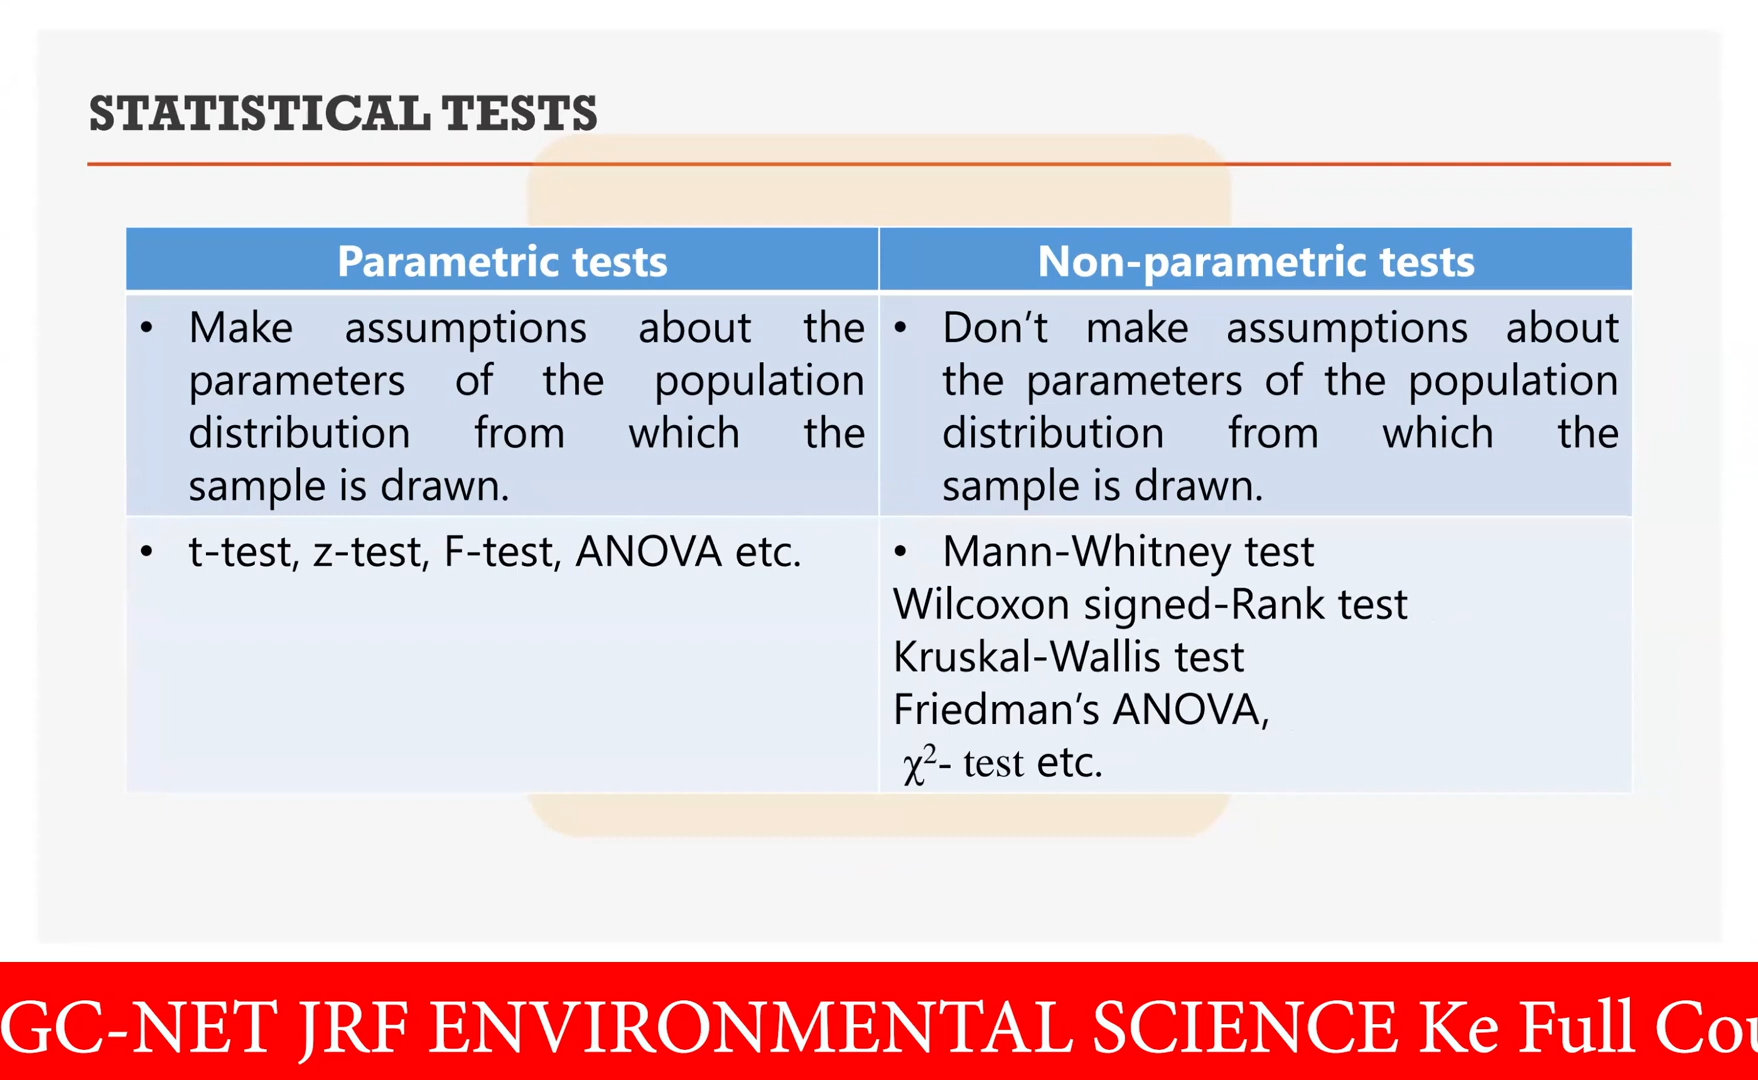 STATISTICAL TESTS
Parametric tests
Non-parametric tests
• Make assumptions about the
parameters of the population
distribution from which the
sample is drawn.
• Don’t make assumptions about
the parameters of the population
distribution from which the
sample is drawn.
• t-test, z-test, F-test, ANOVA etc.
• Mann-Whitney test
Wilcoxon signed-Rank test
Kruskal-Wallis test
Friedman’s ANOVA,
χ²- test etc.
GC-NET JRF ENVIRONMENTAL SCIENCE Ke Full